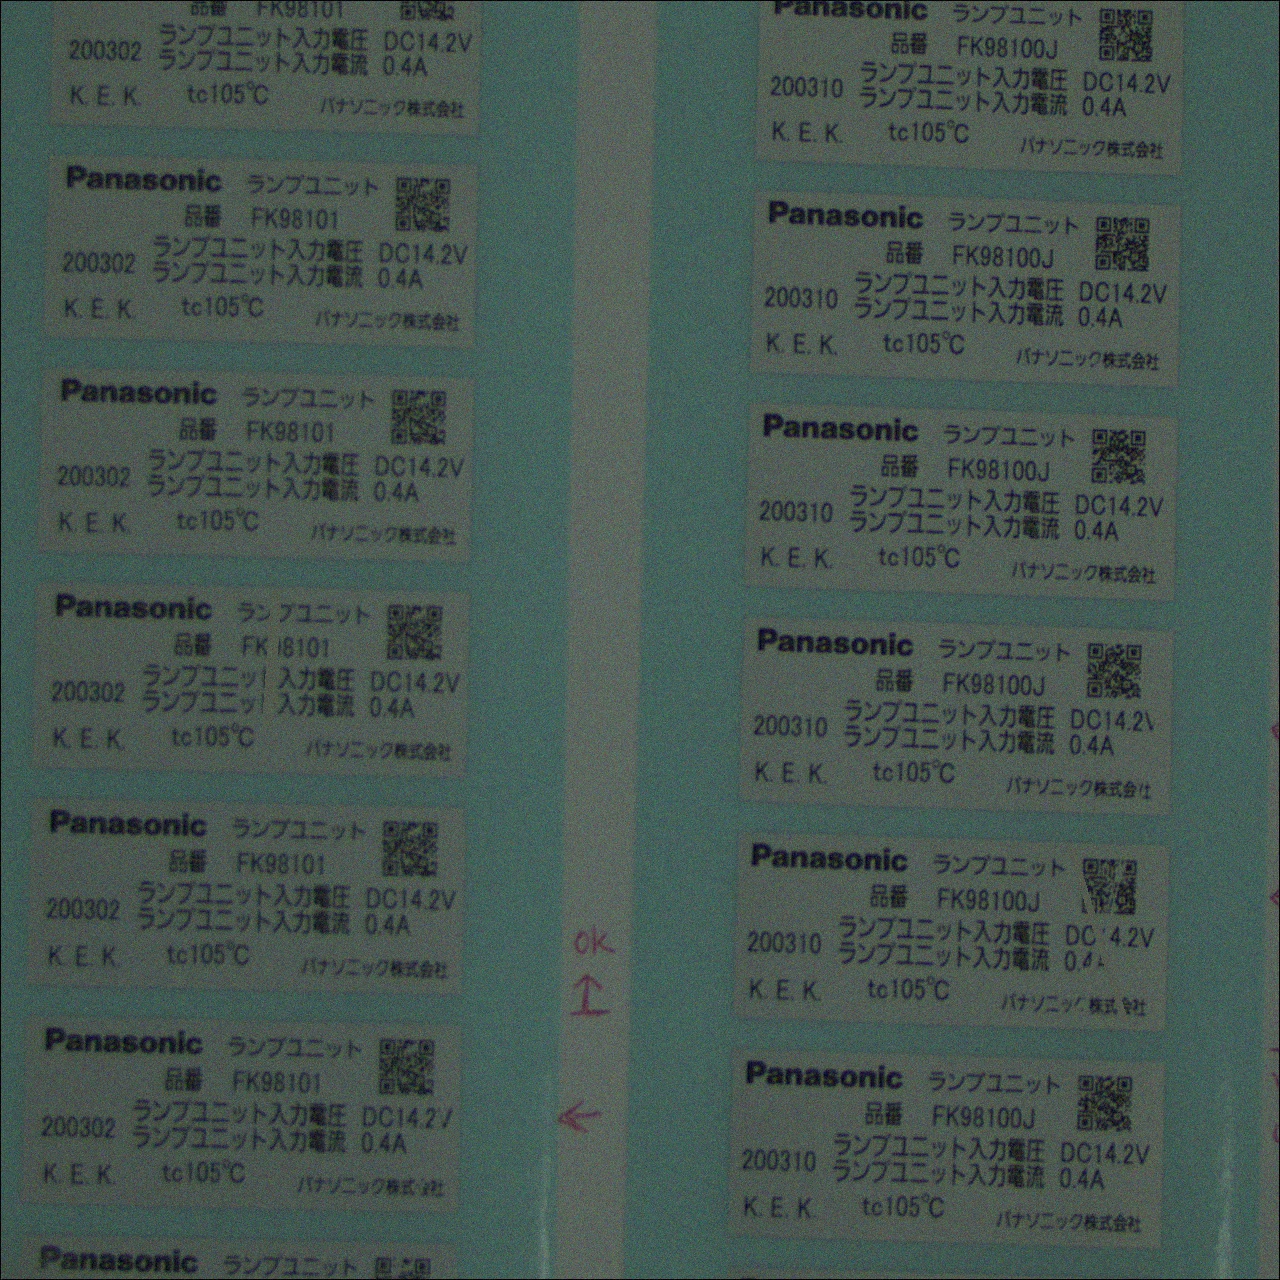 品番 FK98101
200302 ランプユニット入力電圧 DC14.2V
ランプユニット入力電流 0.4A
K. E. K. tc105℃ パナソニック株式会社
Panasonic ランプユニット
品番 FK98101
200302 ランプユニット入力電圧 DC14.2V
ランプユニット入力電流 0.4A
K. E. K. tc105℃ パナソニック株式会社
Panasonic ランプユニット
品番 FK98101
200302 ランプユニット入力電圧 DC14.2V
ランプユニット入力電流 0.4A
K. E. K. tc105℃ パナソニック株式会社
Panasonic ランプユニット
品番 FK98101
200302 ランプユニット入力電圧 DC14.2V
ランプユニット入力電流 0.4A
K. E. K. tc105℃ パナソニック株式会社
Panasonic ランプユニット
品番 FK98101
200302 ランプユニット入力電圧 DC14.2V
ランプユニット入力電流 0.4A
K. E. K. tc105℃ パナソニック株式会社
Panasonic ランプユニット
品番 FK98101
200302 ランプユニット入力電圧 DC14.2V
ランプユニット入力電流 0.4A
K. E. K. tc105℃ パナソニック株式会社
Panasonic ランプユニット
ok
↑
←
Panasonic ランプユニット
品番 FK98100J
200310 ランプユニット入力電圧 DC14.2V
ランプユニット入力電流 0.4A
K. E. K. tc105℃ パナソニック株式会社
Panasonic ランプユニット
品番 FK98100J
200310 ランプユニット入力電圧 DC14.2V
ランプユニット入力電流 0.4A
K. E. K. tc105℃ パナソニック株式会社
Panasonic ランプユニット
品番 FK98100J
200310 ランプユニット入力電圧 DC14.2V
ランプユニット入力電流 0.4A
K. E. K. tc105℃ パナソニック株式会社
Panasonic ランプユニット
品番 FK98100J
200310 ランプユニット入力電圧 DC14.2V
ランプユニット入力電流 0.4A
K. E. K. tc105℃ パナソニック株式会社
Panasonic ランプユニット
品番 FK98100J
200310 ランプユニット入力電圧 DC 4.2V
ランプユニット入力電流
K. E. K. tc105℃ パナソニック株式会社
Panasonic ランプユニット
品番 FK98100J
200310 ランプユニット入力電圧 DC14.2V
ランプユニット入力電流 0.4A
K. E. K. tc105℃ パナソニック株式会社